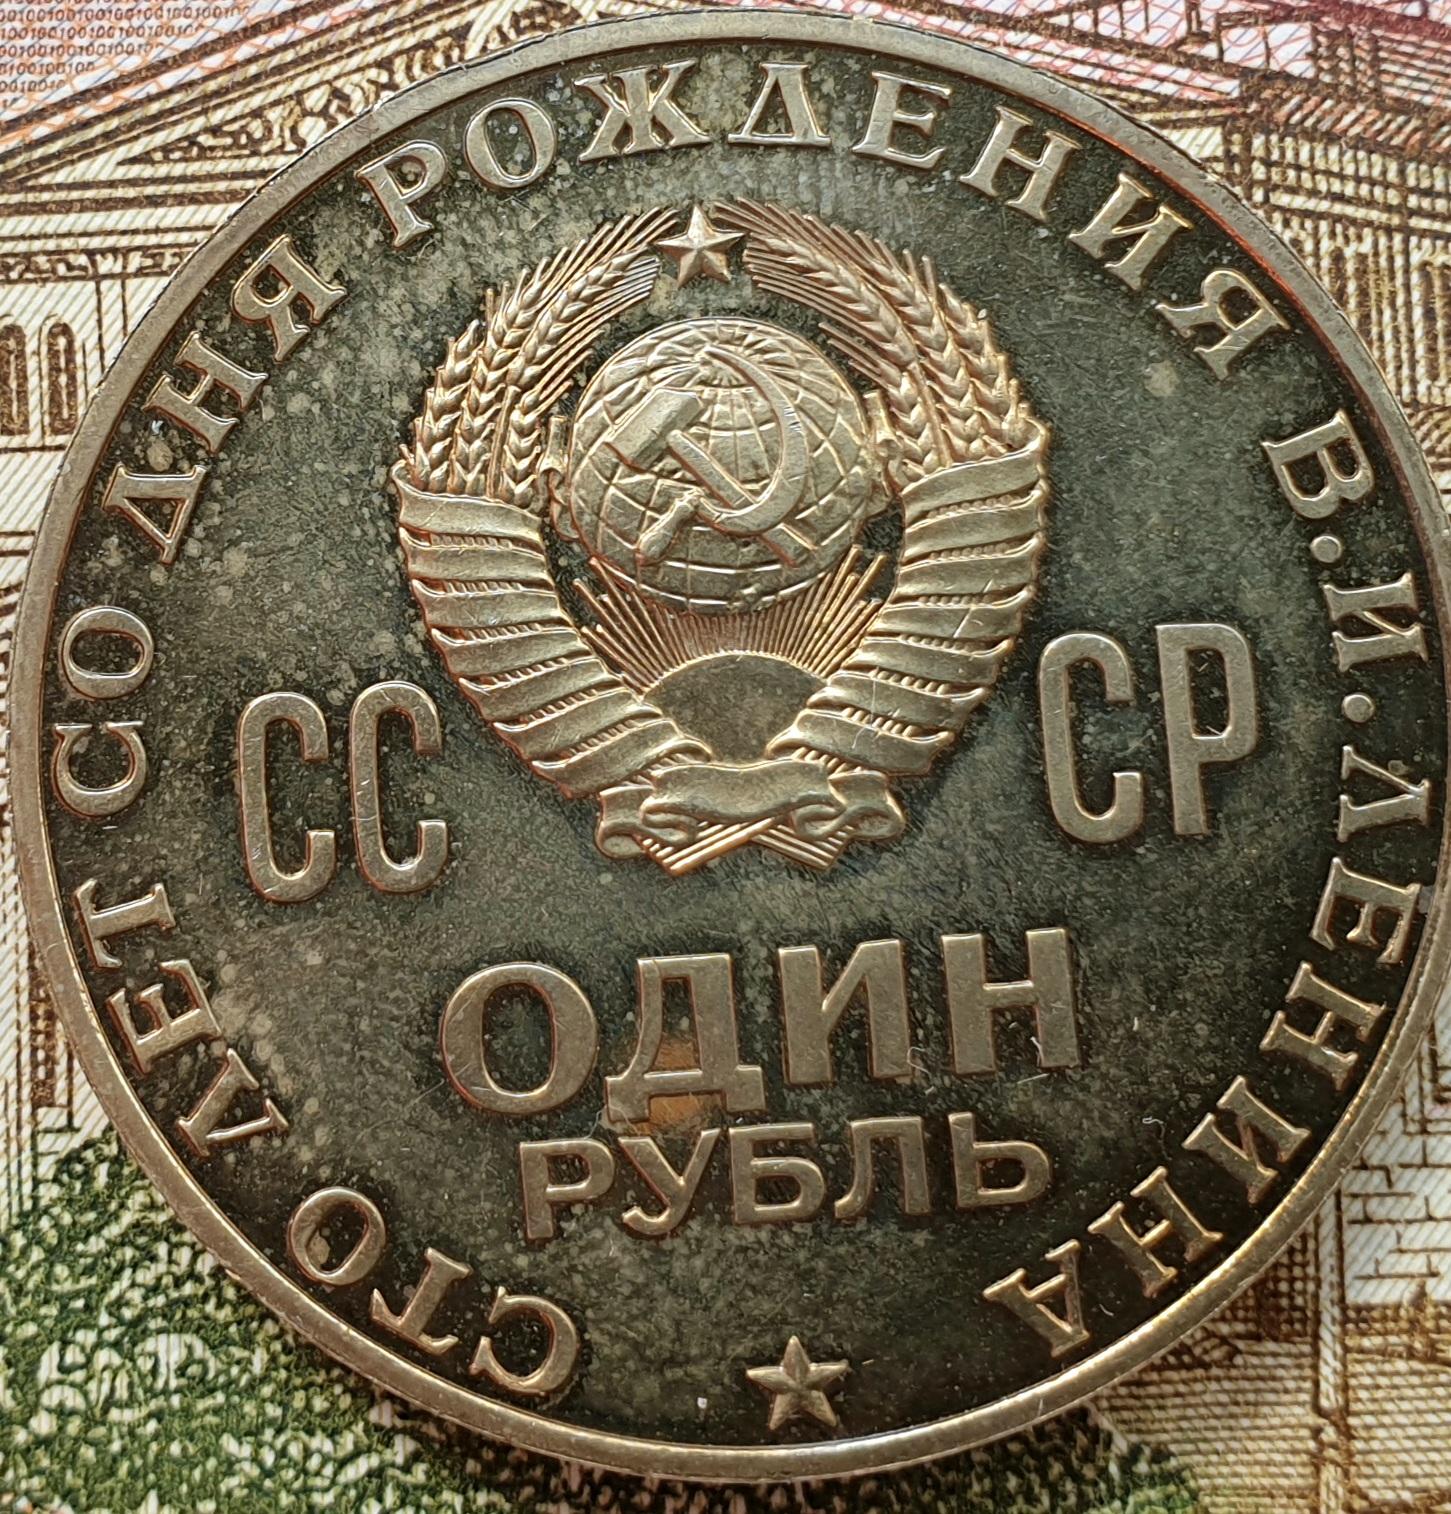 СТО ЛЕТ СО ДНЯ РОЖДЕНИЯ В.И.ЛЕНИНА
СС СР
ОДИН
РУБЛЬ